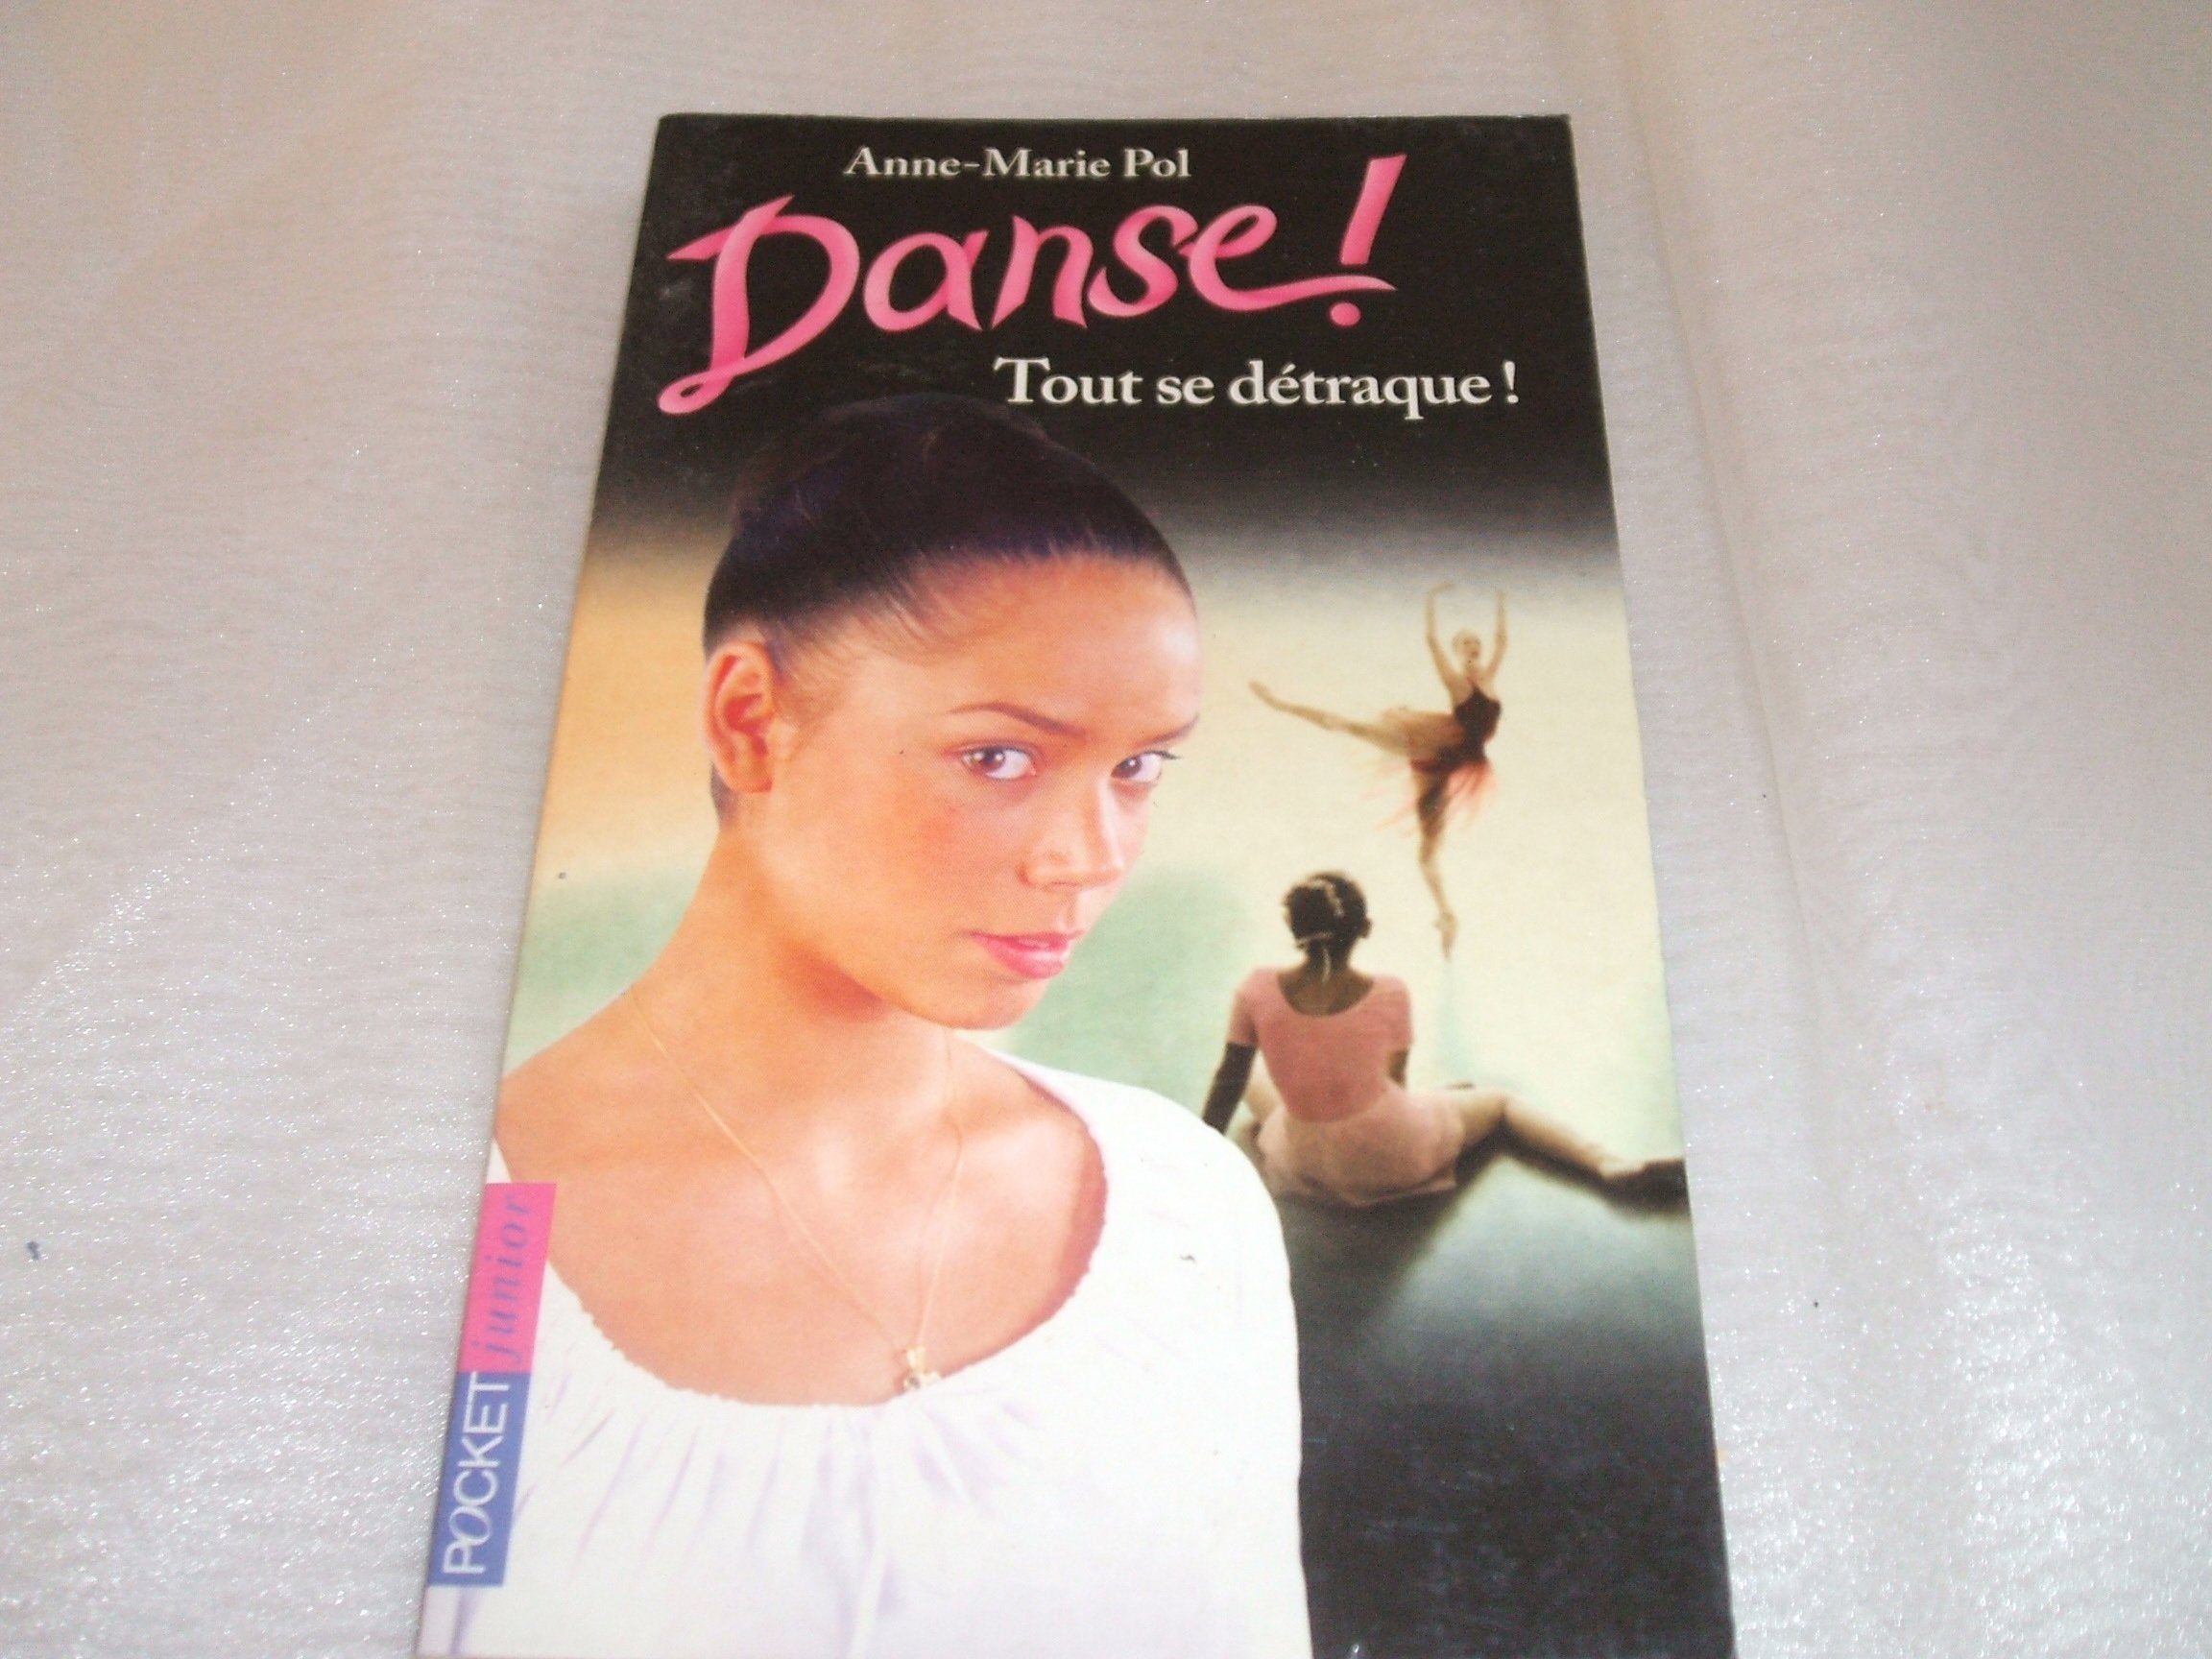 Anne-Marie Pol
Danse!
Tout se détraque !
POCKET junior